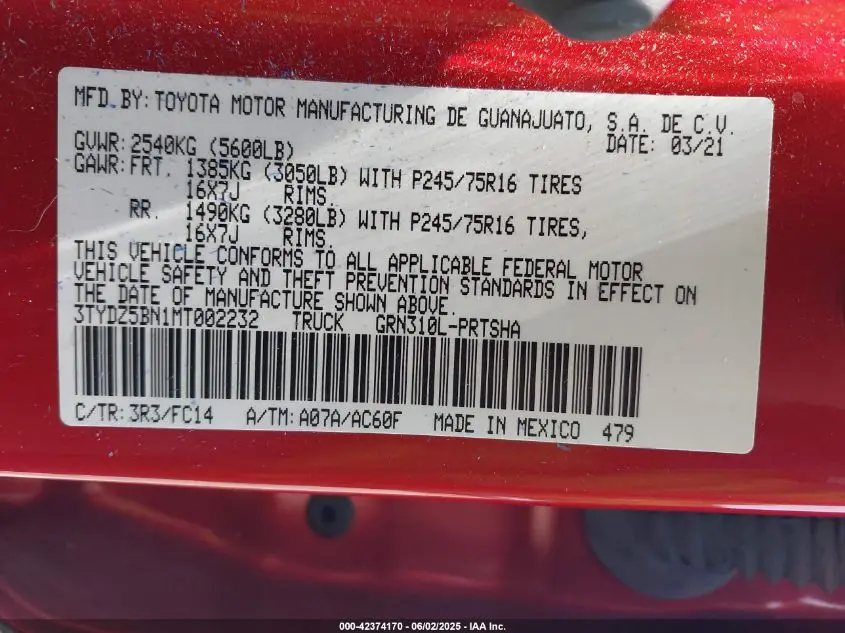 MFD.BY:TOYOTA MOTOR MANUFACTURING DE GUANAJUATO, S.A. DE C.V.
GVWR:2540KG (5600LB) DATE: 03/21
GAWR:FRT. 1385KG (3050LB) WITH P245/75R16 TIRES
16X7J RIMS.
RR. 1490KG (3280LB) WITH P245/75R16 TIRES,
16X7J RIMS.
THIS VEHICLE CONFORMS TO ALL APPLICABLE FEDERAL MOTOR
VEHICLE SAFETY AND THEFT PREVENTION STANDARDS IN EFFECT ON
THE DATE OF MANUFACTURE SHOWN ABOVE.
3TYDZ5BN1MT002232 TRUCK GRN310L-PRTSHA
C/TR:3R3/FC14 A/TM:A07A/AC60F MADE IN MEXICO 479
000-42374170 - 06/02/2025 - IAA Inc.